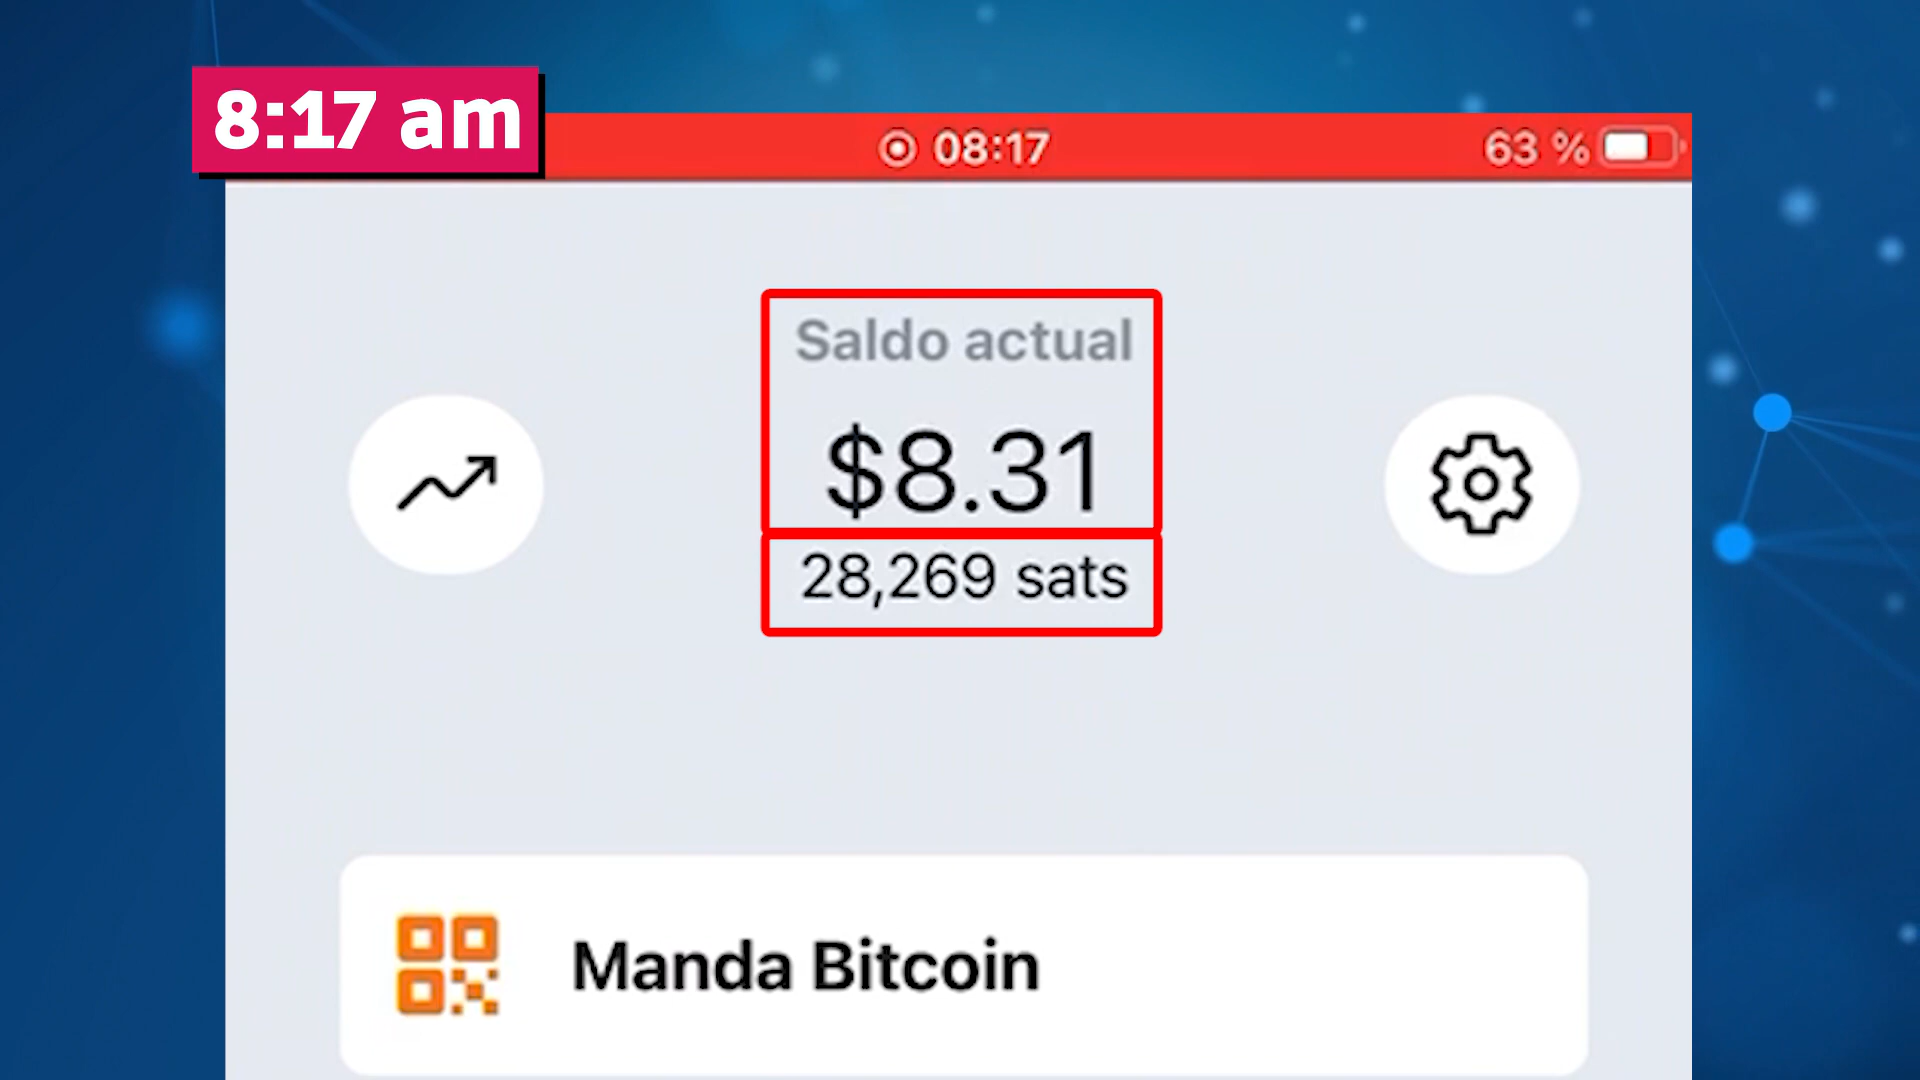 8:17 am
08:17
63 %
Saldo actual
$8.31
28,269 sats
Manda Bitcoin